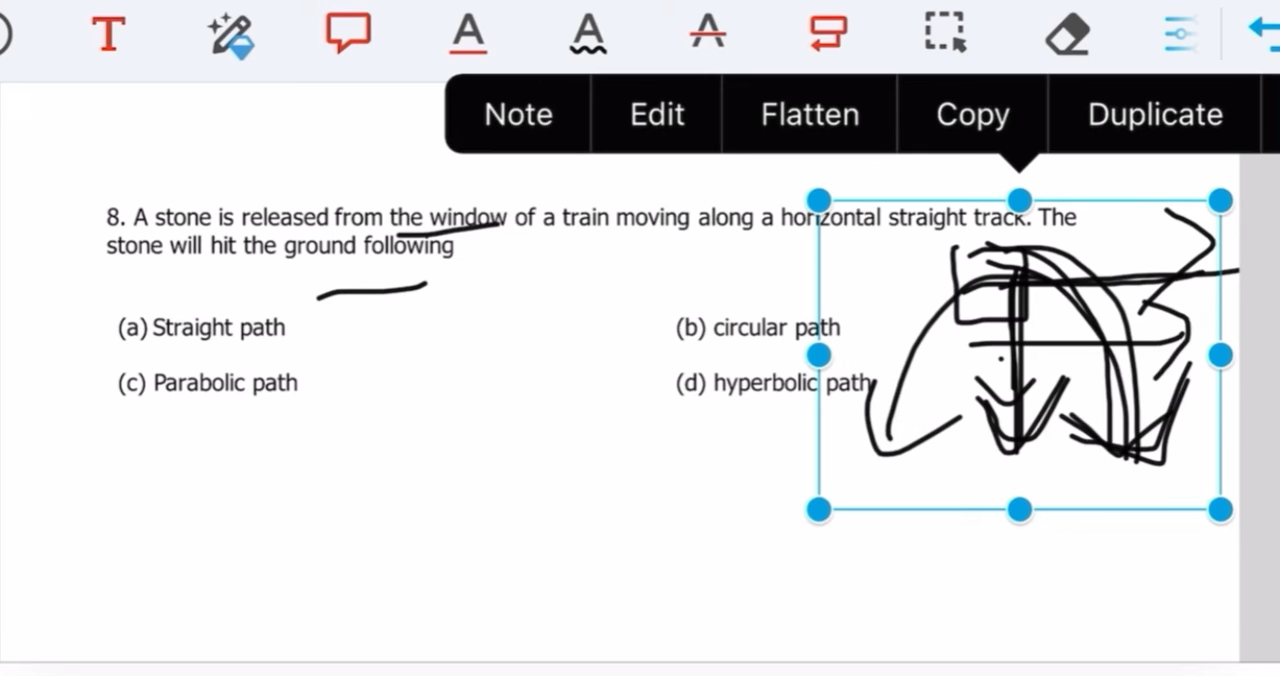 T
A
A
A
Note
Edit
Flatten
Copy
Duplicate
8. A stone is released from the window of a train moving along a horizontal straight track. The
stone will hit the ground following
(a) Straight path
(b) circular path
(c) Parabolic path
(d) hyperbolic path